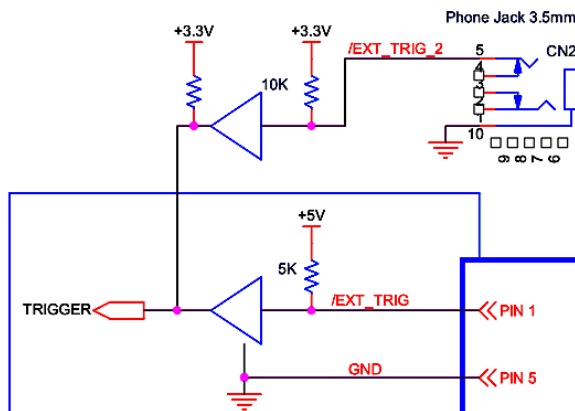 Phone Jack 3.5mm
+3.3V +3.3V
/EXT_TRIG_2 5 CN2
4
10K 3
2
10
9 8 7 6
+5V
5K
TRIGGER /EXT_TRIG PIN 1
GND PIN 5